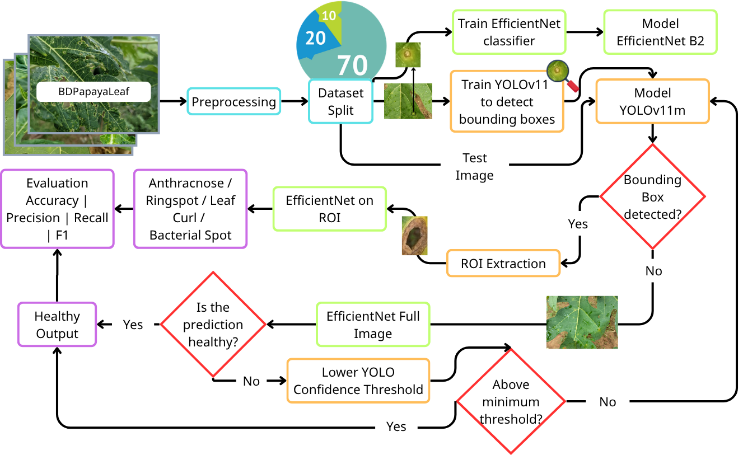 10
20
70
BDPapayaLeaf
Preprocessing
Dataset
Split
Train EfficientNet
classifier
Model
EfficientNet B2
Train YOLOv11
to detect
bounding boxes
Model
YOLOv11m
Test
Image
Bounding
Box
detected?
Yes
No
ROI Extraction
EfficientNet on
ROI
Anthracnose /
Ringspot / Leaf
Curl /
Bacterial Spot
Evaluation
Accuracy |
Precision | Recall
| F1
EfficientNet Full
Image
Is the
prediction
healthy?
Yes
Healthy
Output
No
Lower YOLO
Confidence Threshold
Above
minimum
threshold?
No
Yes